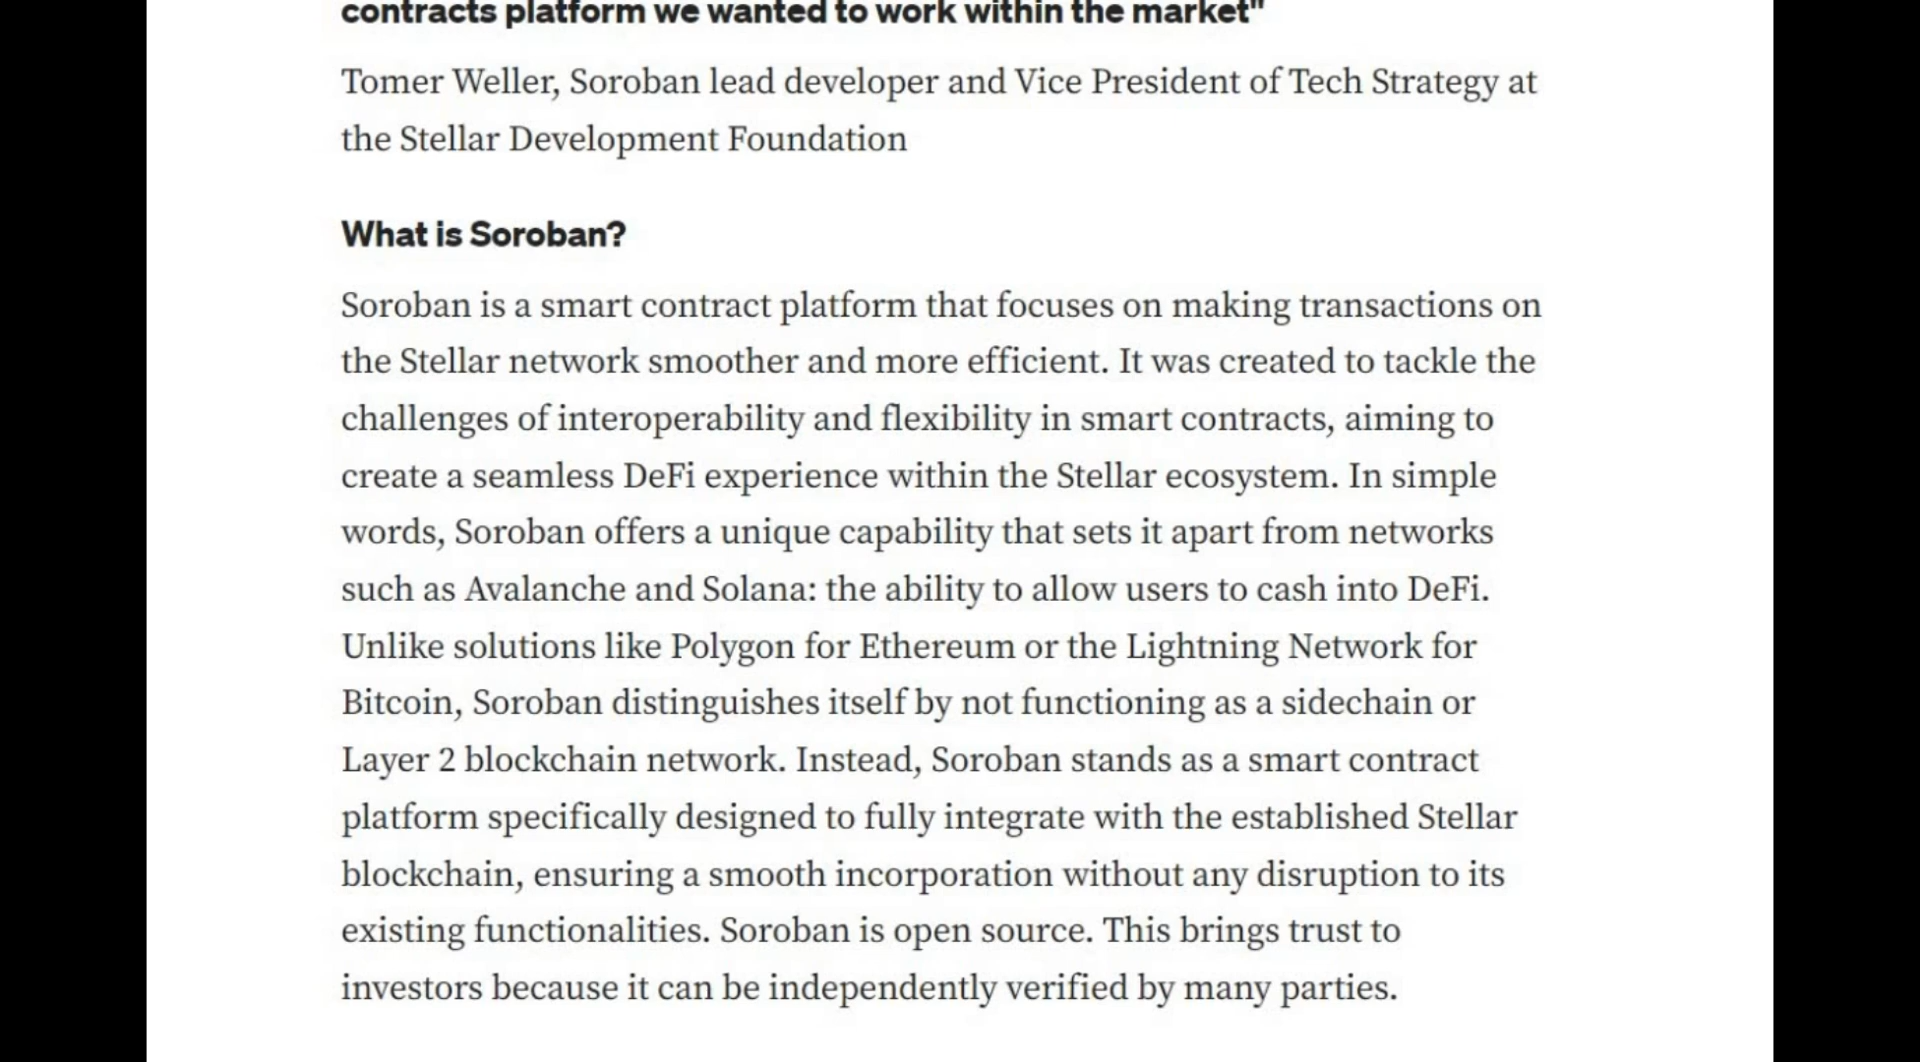 contracts platform we wanted to work within the market"
Tomer Weller, Soroban lead developer and Vice President of Tech Strategy at
the Stellar Development Foundation
What is Soroban?
Soroban is a smart contract platform that focuses on making transactions on
the Stellar network smoother and more efficient. It was created to tackle the
challenges of interoperability and flexibility in smart contracts, aiming to
create a seamless DeFi experience within the Stellar ecosystem. In simple
words, Soroban offers a unique capability that sets it apart from networks
such as Avalanche and Solana: the ability to allow users to cash into DeFi.
Unlike solutions like Polygon for Ethereum or the Lightning Network for
Bitcoin, Soroban distinguishes itself by not functioning as a sidechain or
Layer 2 blockchain network. Instead, Soroban stands as a smart contract
platform specifically designed to fully integrate with the established Stellar
blockchain, ensuring a smooth incorporation without any disruption to its
existing functionalities. Soroban is open source. This brings trust to
investors because it can be independently verified by many parties.